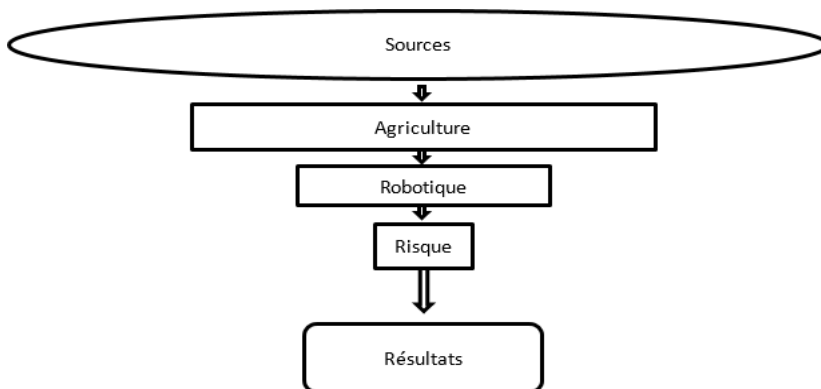 Sources
Agriculture
Robotique
Risque
Résultats